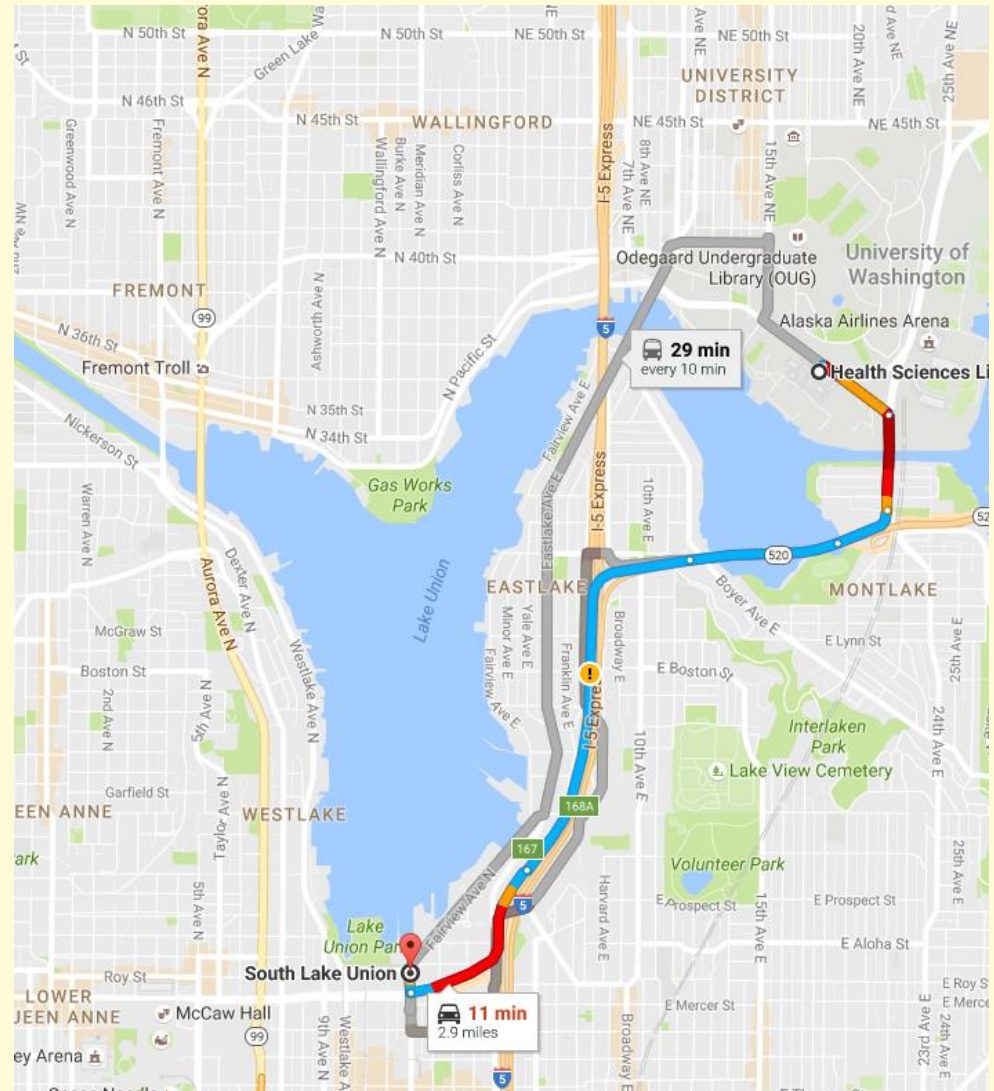 N 50th St
N 50th St
NE 50th St
NE 50th St
Green Lake Wa
Aurora Ave N
UNIVERSITY
DISTRICT
20th Ave NE
25th Ave NE
N 46th St
N 45th St
WALLINGFORD
NE 45th St
NE 45th St
Greenwood Ave N
Fremont Ave N
Burke Ave N
Wallingford Ave N
Meridian Ave N
Corliss Ave N
I-5 Express
7th Ave NE
8th Ave NE
15th Ave NE
N 40th St
Odegaard Undergraduate
Library (OUG)
University of
Washington
FREMONT
99
Ashworth Ave N
N Pacific St
5
Alaska Airlines Arena
N 36th St
Fremont Troll
29 min
every 10 min
Health Sciences Li
Nickerson St
N 35th St
N 34th St
Fairview Ave E
Gas Works
Park
Warren Ave N
Eastlake Ave E
I-5 Express
10th Ave E
520
Aurora Ave N
Dexter Ave N
Lake Union
EASTLAKE
MONTLAKE
Boyer Ave E
McGraw St
Boston St
2nd Ave N
5th Ave N
Westlake Ave N
Yale Ave E
Minor Ave E
Fairview Ave E
Franklin Ave E
Broadway E
E Lynn St
25th Ave E
E Boston St
I-5 Express
10th Ave E
Interlaken
Park
24th Ave E
Lake View Cemetery
Garfield St
EEN ANNE
Taylor Ave N
WESTLAKE
168A
167
ark
5th Ave N
Volunteer Park
25th Ave E
Harvard Ave E
15th Ave E
E Prospect St
E Prospect St
5
Lake
Union Par
Fairview Ave N
E Aloha St
Roy St
South Lake Union
E Roy S
LOWER
UEEN ANNE
McCaw Hall
11 min
2.9 miles
E Mercer St
E Merce
99
9th Ave N
Westlake A
Broadway E
23rd Ave E
24th Ave E
ey Arena
5